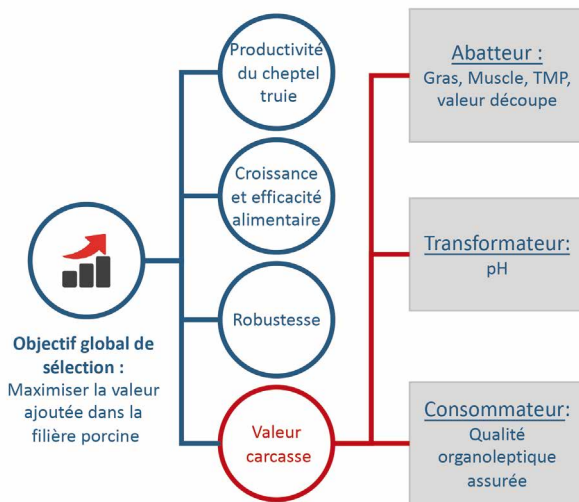 Productivité
du cheptel
truie
Croissance
et efficacité
alimentaire
Objectif global de
sélection :
Maximiser la valeur
ajoutée dans la
filière porcine
Robustesse
Valeur
carcasse
Abatteur :
Gras, Muscle, TMP,
valeur découpe
Transformateur:
pH
Consommateur:
Qualité
organoleptique
assurée